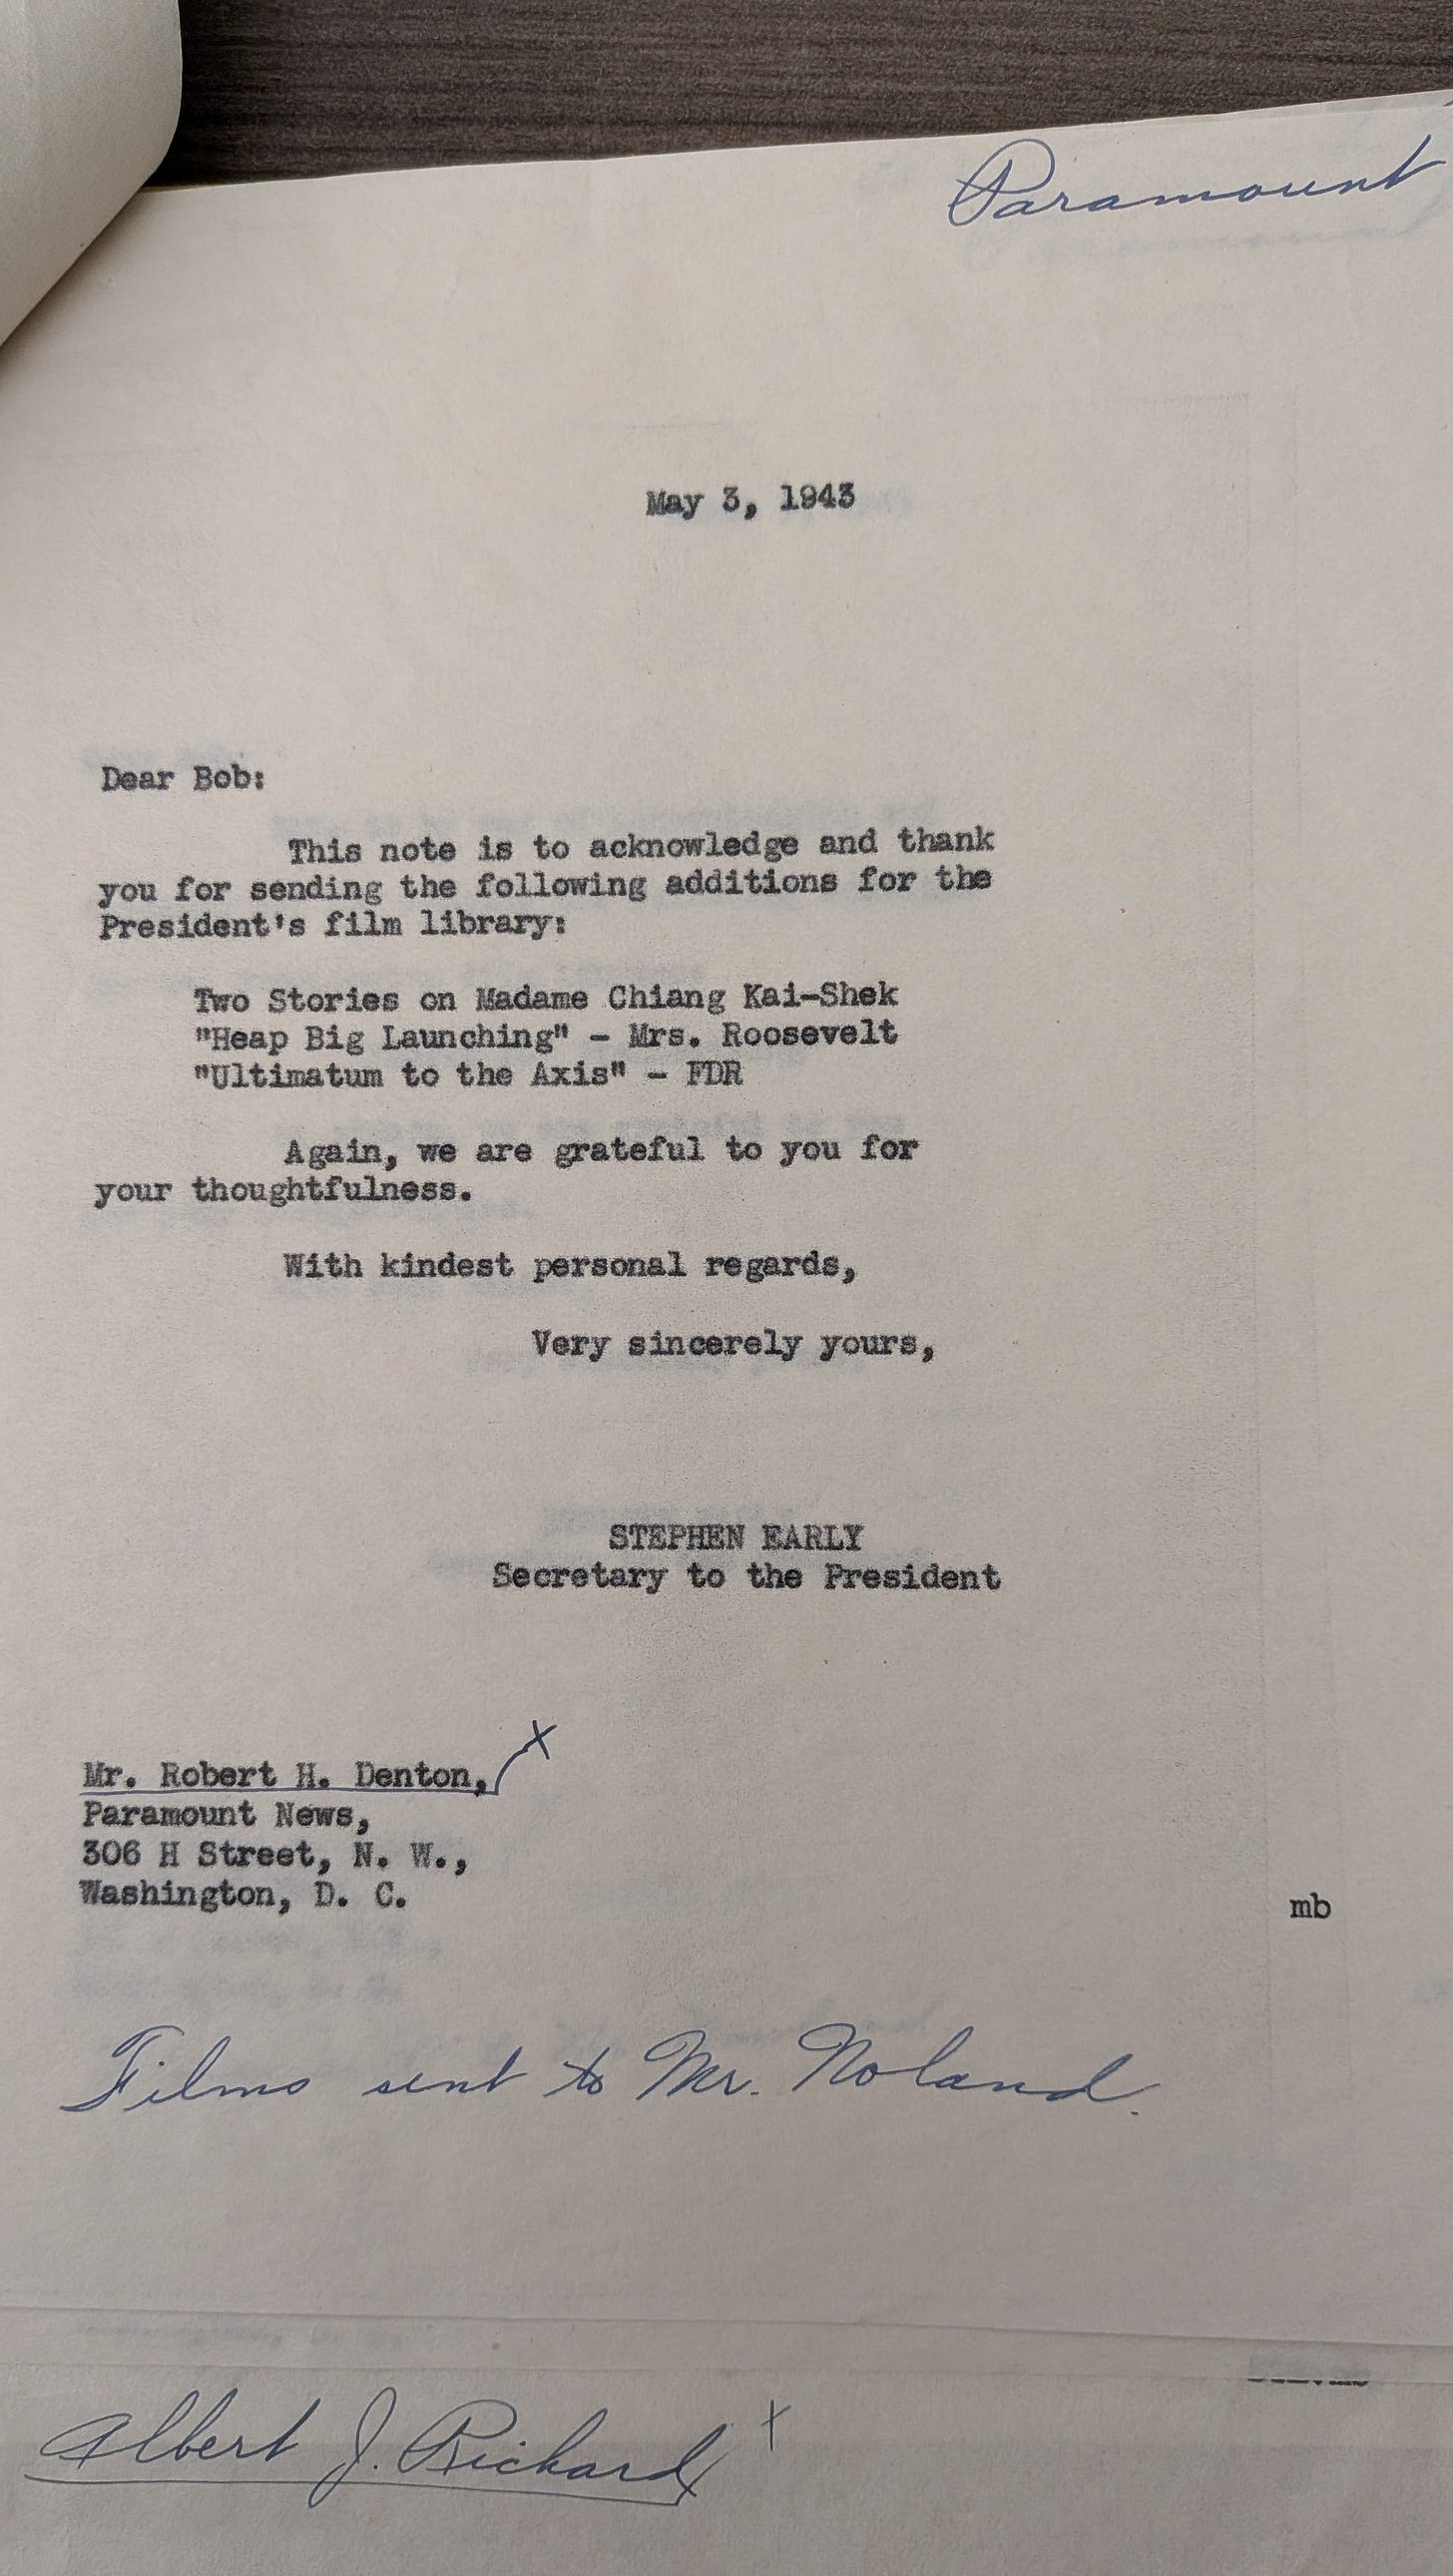 Paramount
May 3, 1943
Dear Bob:
This note is to acknowledge and thank
you for sending the following additions for the
President's film library:
Two Stories on Madame Chiang Kai-Shek
"Heap Big Launching" - Mrs. Roosevelt
"Ultimatum to the Axis" - FDR
Again, we are grateful to you for
your thoughtfulness.
With kindest personal regards,
Very sincerely yours,
STEPHEN EARLY
Secretary to the President
x
Mr. Robert H. Denton,
Paramount News,
306 H Street, N. W.,
Washington, D. C.
mb
Films sent to Mr. Noland.
Albert J. Richard x